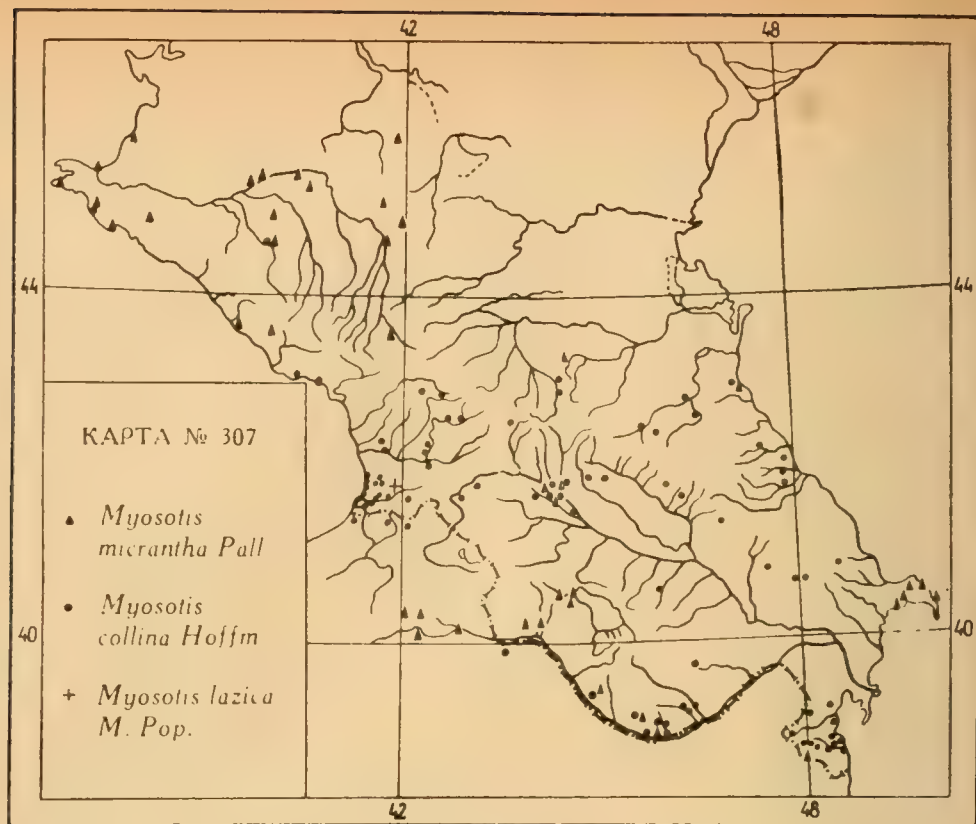 42 48
44 44
КАРТА № 307
Myosotis
micrantha Pall
Myosotis
collina Hoffm
Myosotis lazica
M. Pop.
40 40
42 48